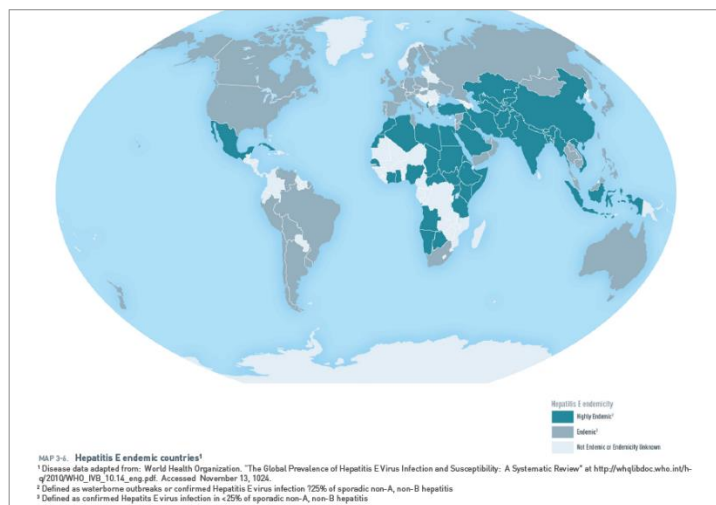 Hepatitis E endemicity
Highly Endemic²
Endemic³
Not Endemic or Endemicity Unknown
MAP 3-6. Hepatitis E endemic countries¹
¹ Disease data adapted from: World Health Organization. "The Global Prevalence of Hepatitis E Virus Infection and Susceptibility: A Systematic Review" at http://whqlibdoc.who.int/h-
q/2010/WHO_IVB_10.14_eng.pdf. Accessed November 13, 1024.
² Defined as waterborne outbreaks or confirmed Hepatitis E virus infection ?25% of sporadic non-A, non-B hepatitis
³ Defined as confirmed Hepatits E virus infection in <25% of sporadic non-A, non-B hepatitis